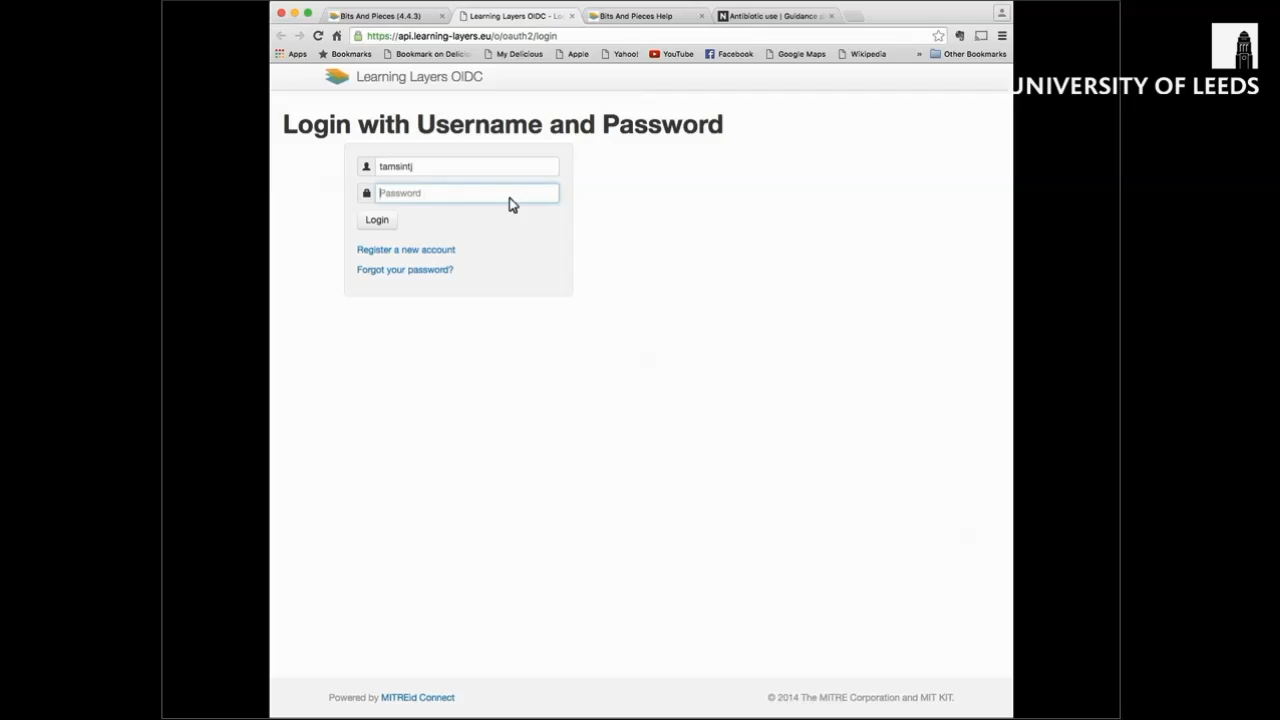 Bits And Pieces (4.4.3)
Learning Layers OIDC - Lo
Bits And Pieces Help
Antibiotic use | Guidance a
https://api.learning-layers.eu/o/oauth2/login
Apps
Bookmarks
Bookmark on Delicio
My Delicious
Apple
Yahoo!
YouTube
Facebook
Google Maps
Wikipedia
»
Other Bookmarks
UNIVERSITY OF LEEDS
Learning Layers OIDC
Login with Username and Password
tamsintj
Password
Login
Register a new account
Forgot your password?
Powered by MITREid Connect
© 2014 The MITRE Corporation and MIT KIT.